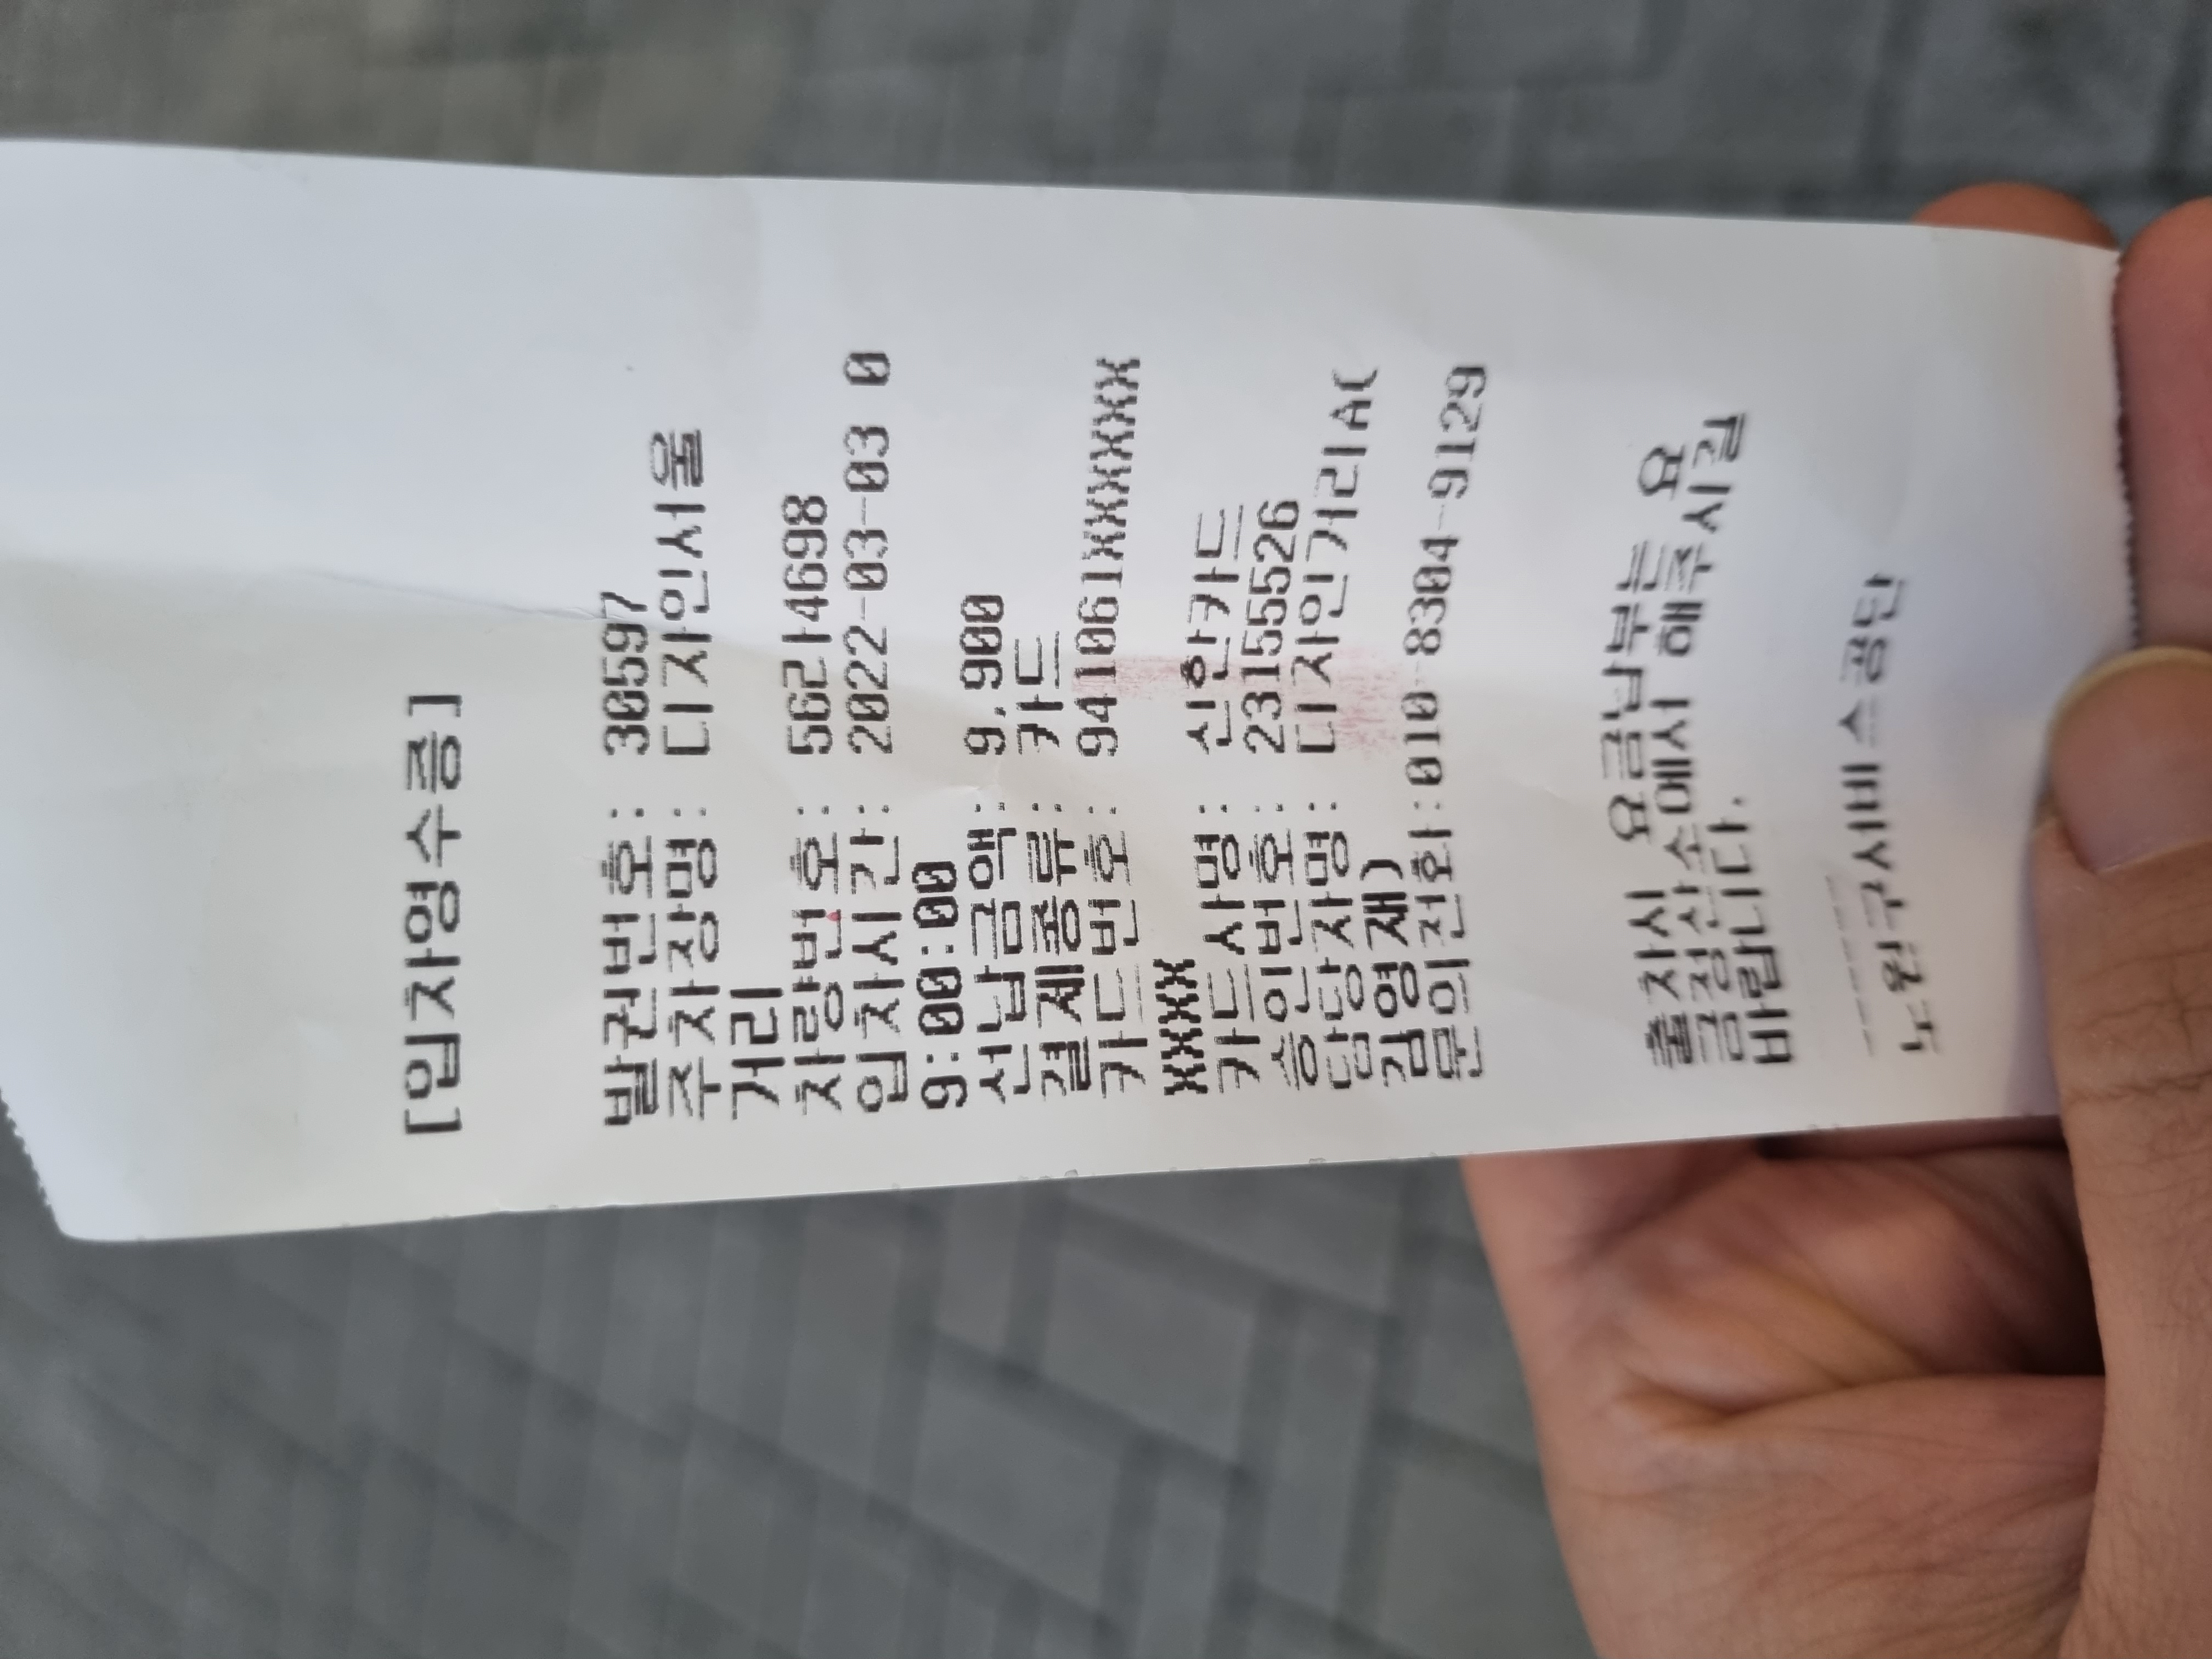 [입차영수증]
발권번호: 30597
주차장명: 디자인서울
거리
차량번호: 56라4698
입차시간: 2022-03-03 0
9:00:00
선납금액: 9,900
결제종류: 카드
카드번호: 941061XXXXXX
XXXX
카드사명: 신한카드
승인번호: 23155526
담당자명: 디자인거리A(
김영재)
문의전화:010-8304-9129
출차시 요금납부는 요
금정산소에서 해주시길
바랍니다.
노원구서비스공단